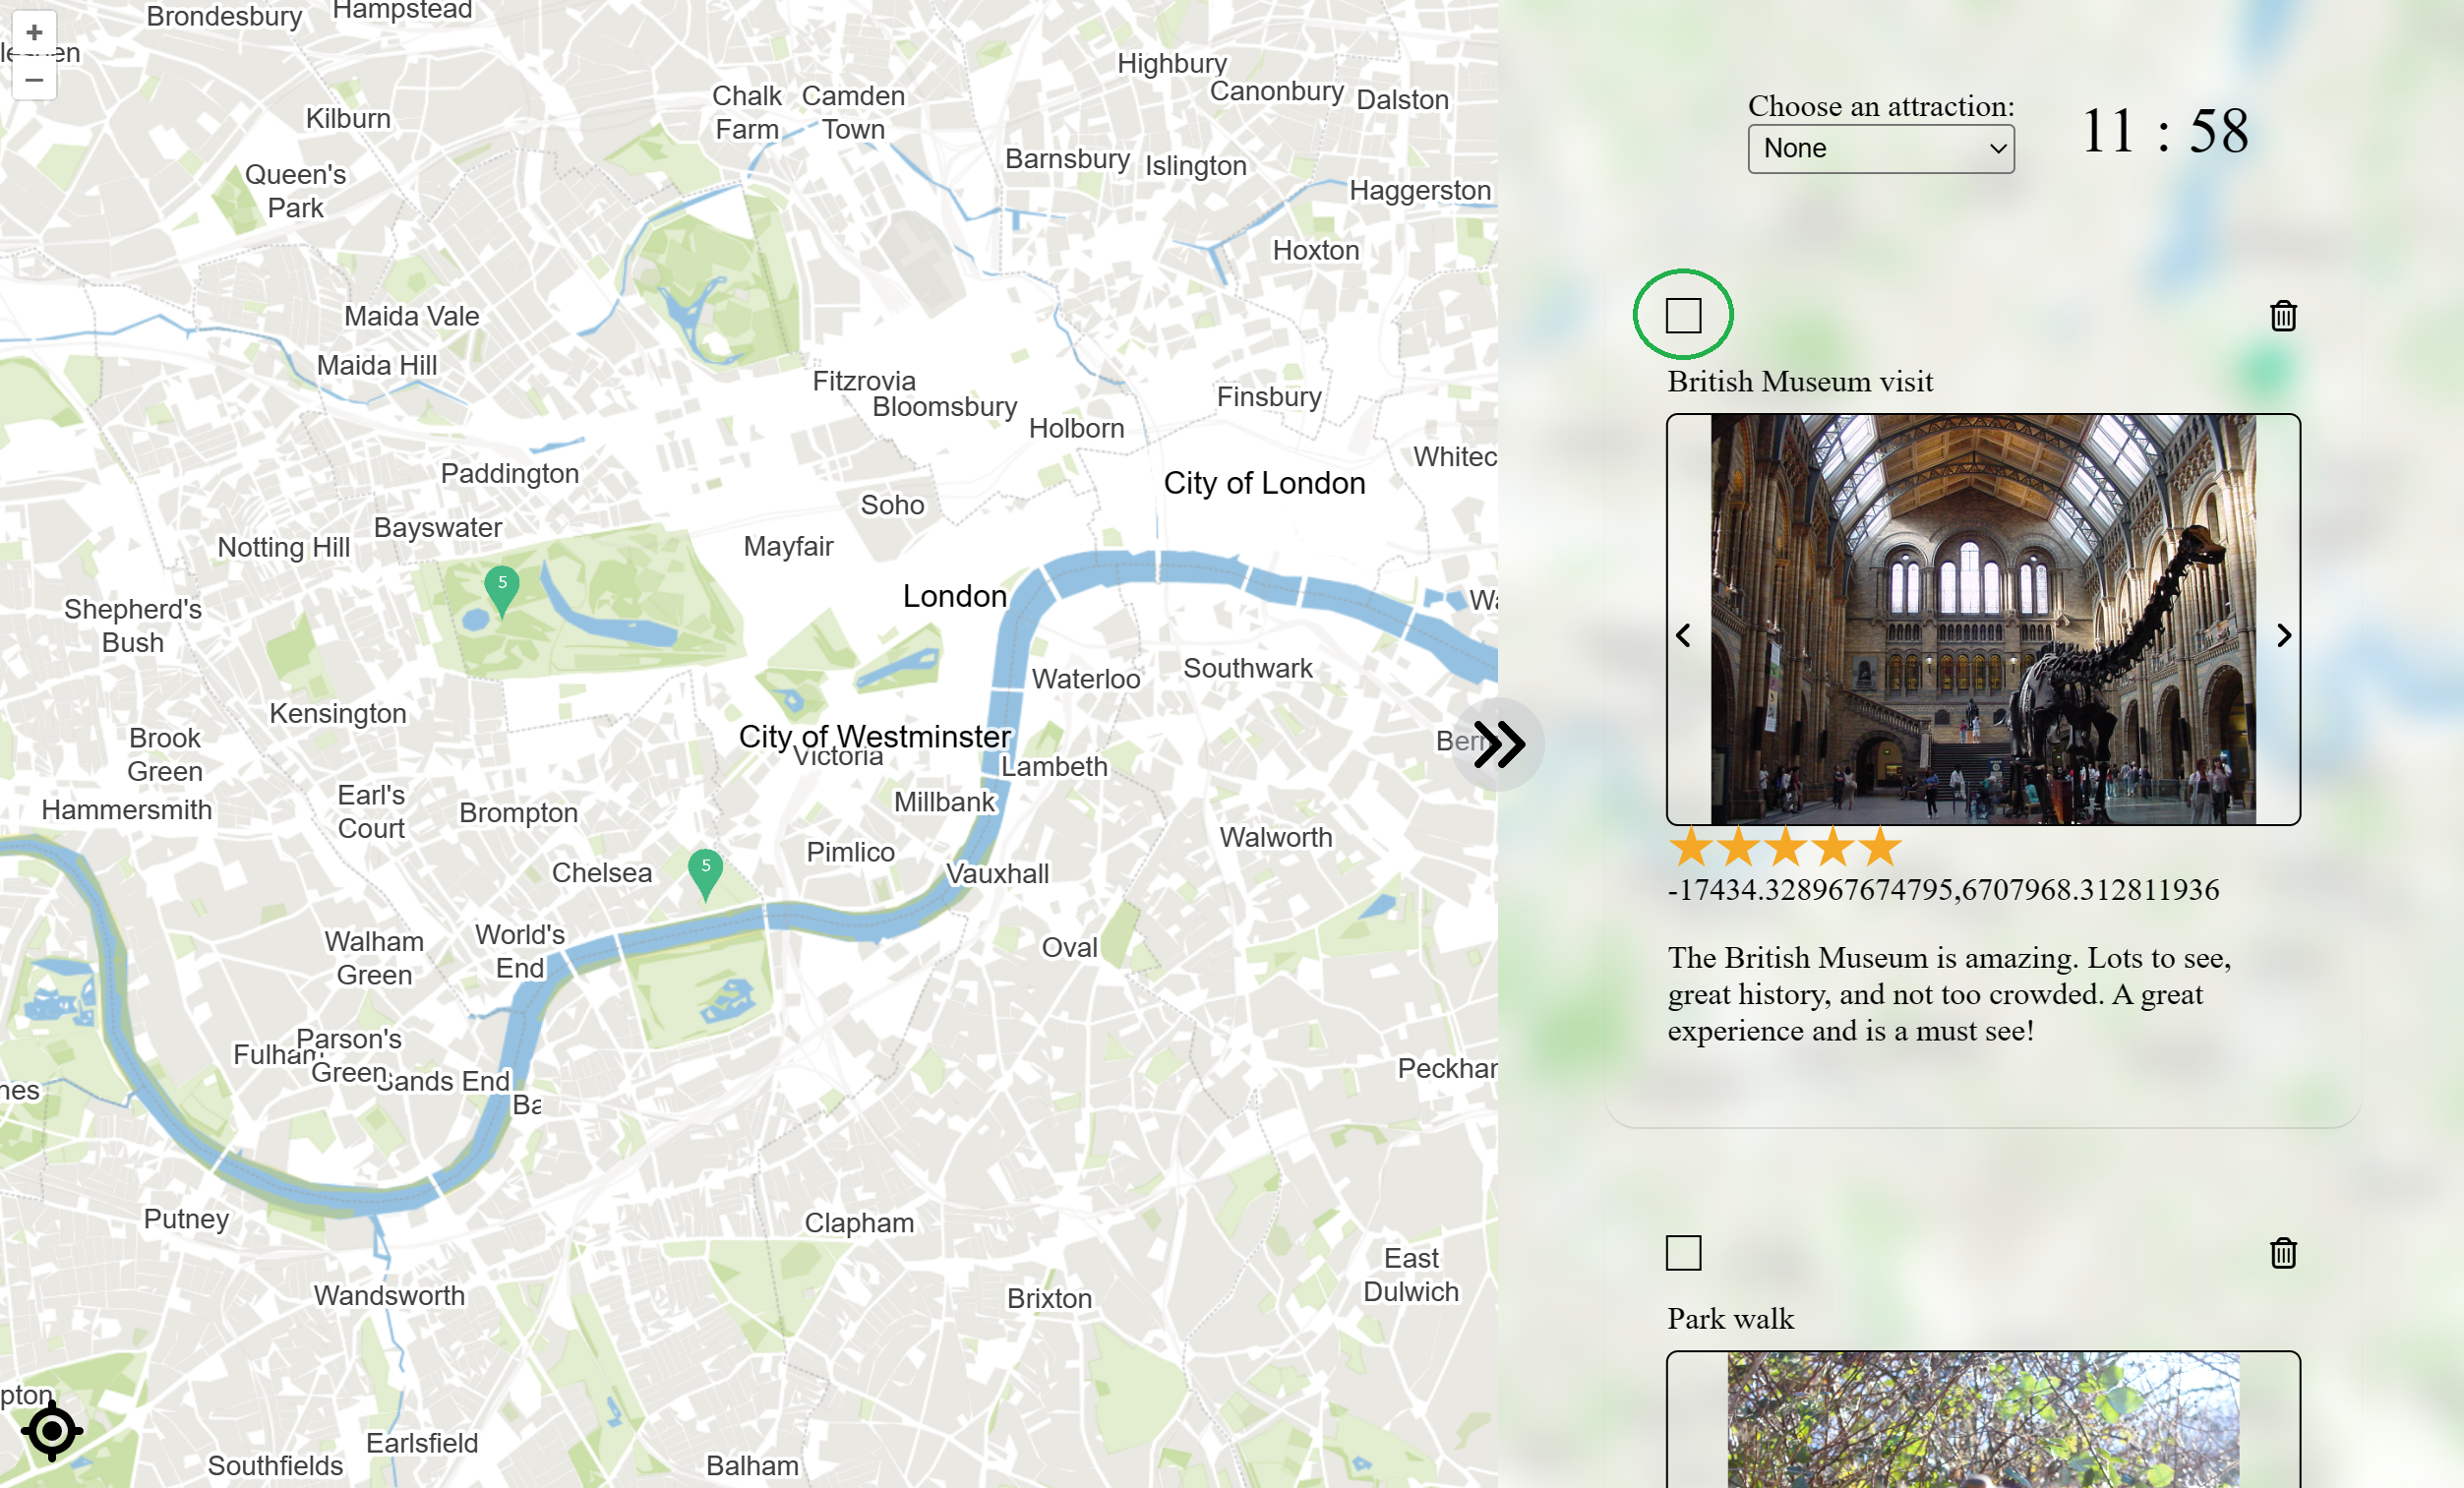 Brondesbury
Hampstead
+
−
Kilburn
Chalk
Farm
Camden
Town
Highbury
Canonbury
Dalston
Barnsbury
Islington
Queen's
Park
Haggerston
Hoxton
Maida Vale
Maida Hill
Fitzrovia
Bloomsbury
Holborn
Finsbury
Whitec
Paddington
City of London
Soho
Bayswater
Notting Hill
Mayfair
5
London
Wa
Shepherd's
Bush
Waterloo
Southwark
Kensington
City of Westminster
Victoria
Brook
Green
Lambeth
Hammersmith
Earl's
Court
Brompton
Millbank
Walworth
Pimlico
Chelsea
5
Vauxhall
World's
End
Walham
Green
Oval
Parson's
Green
Fulham
Sands End
Ba
Peckhar
nes
Putney
Clapham
East
Dulwich
Wandsworth
Brixton
pton
Earlsfield
Southfields
Balham
Choose an attraction:
None
11 : 58
British Museum visit
-17434.328967674795,6707968.312811936
The British Museum is amazing. Lots to see,
great history, and not too crowded. A great
experience and is a must see!
Park walk